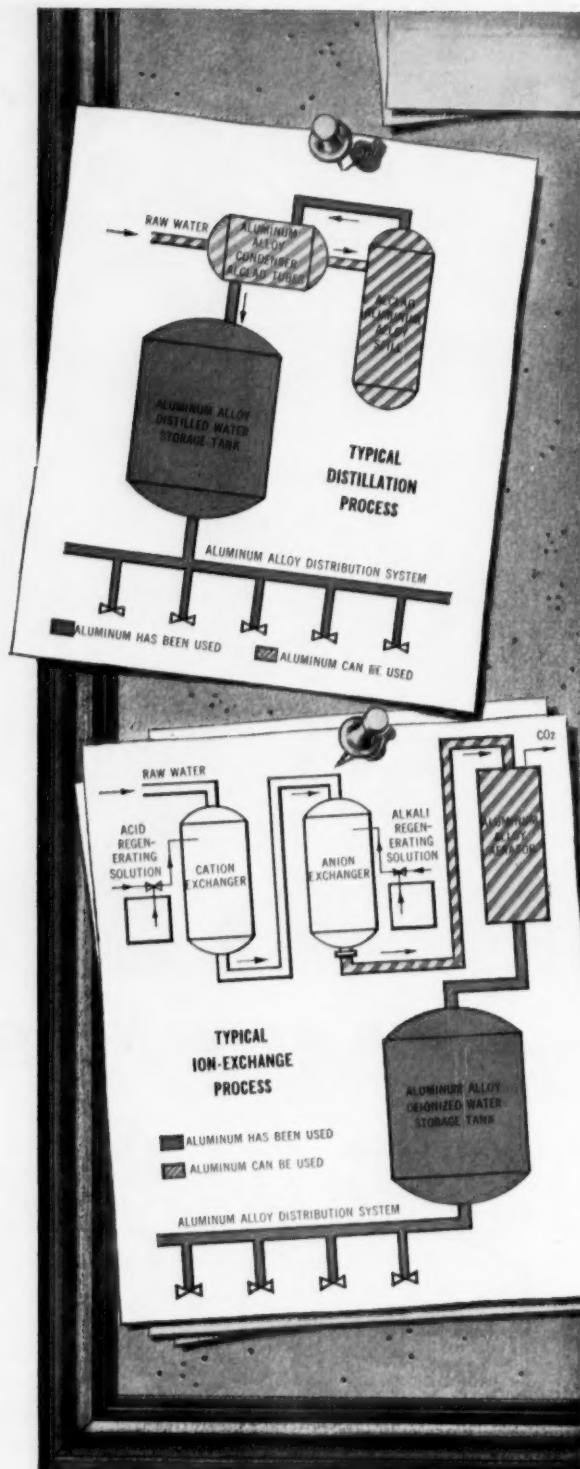 RAW WATER
ALUMINUM
ALLOY
CONDENSER
ALCLAD TUBES
ALCLAD
ALUMINUM
ALLOY
STILL
ALUMINUM ALLOY
DISTILLED WATER
STORAGE TANK
TYPICAL
DISTILLATION
PROCESS
ALUMINUM ALLOY DISTRIBUTION SYSTEM
ALUMINUM HAS BEEN USED
ALUMINUM CAN BE USED
CO2
RAW WATER
ACID
REGEN-
ERATING
SOLUTION
CATION
EXCHANGER
ANION
EXCHANGER
ALKALI
REGEN-
ERATING
SOLUTION
ALUMINUM
ALLOY
AERATOR
TYPICAL
ION-EXCHANGE
PROCESS
ALUMINUM ALLOY
DEIONIZED WATER
STORAGE TANK
ALUMINUM HAS BEEN USED
ALUMINUM CAN BE USED
ALUMINUM ALLOY DISTRIBUTION SYSTEM